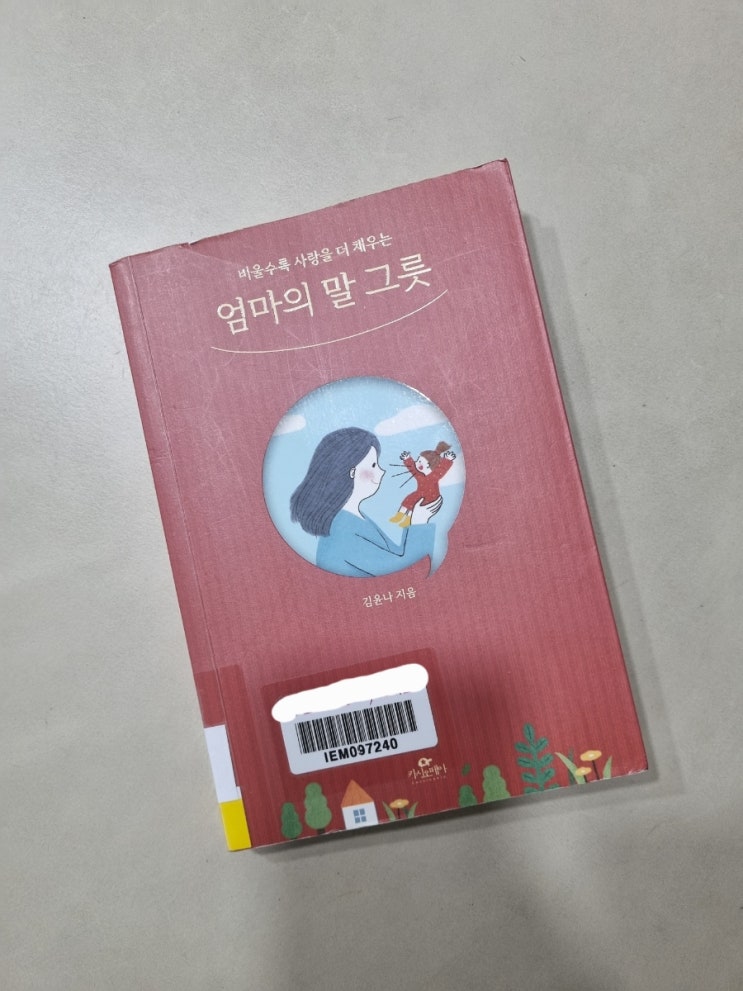 비울수록 사랑을 더 채우는
엄마의 말 그릇
김윤나 지음
IEM097240
카시오페아